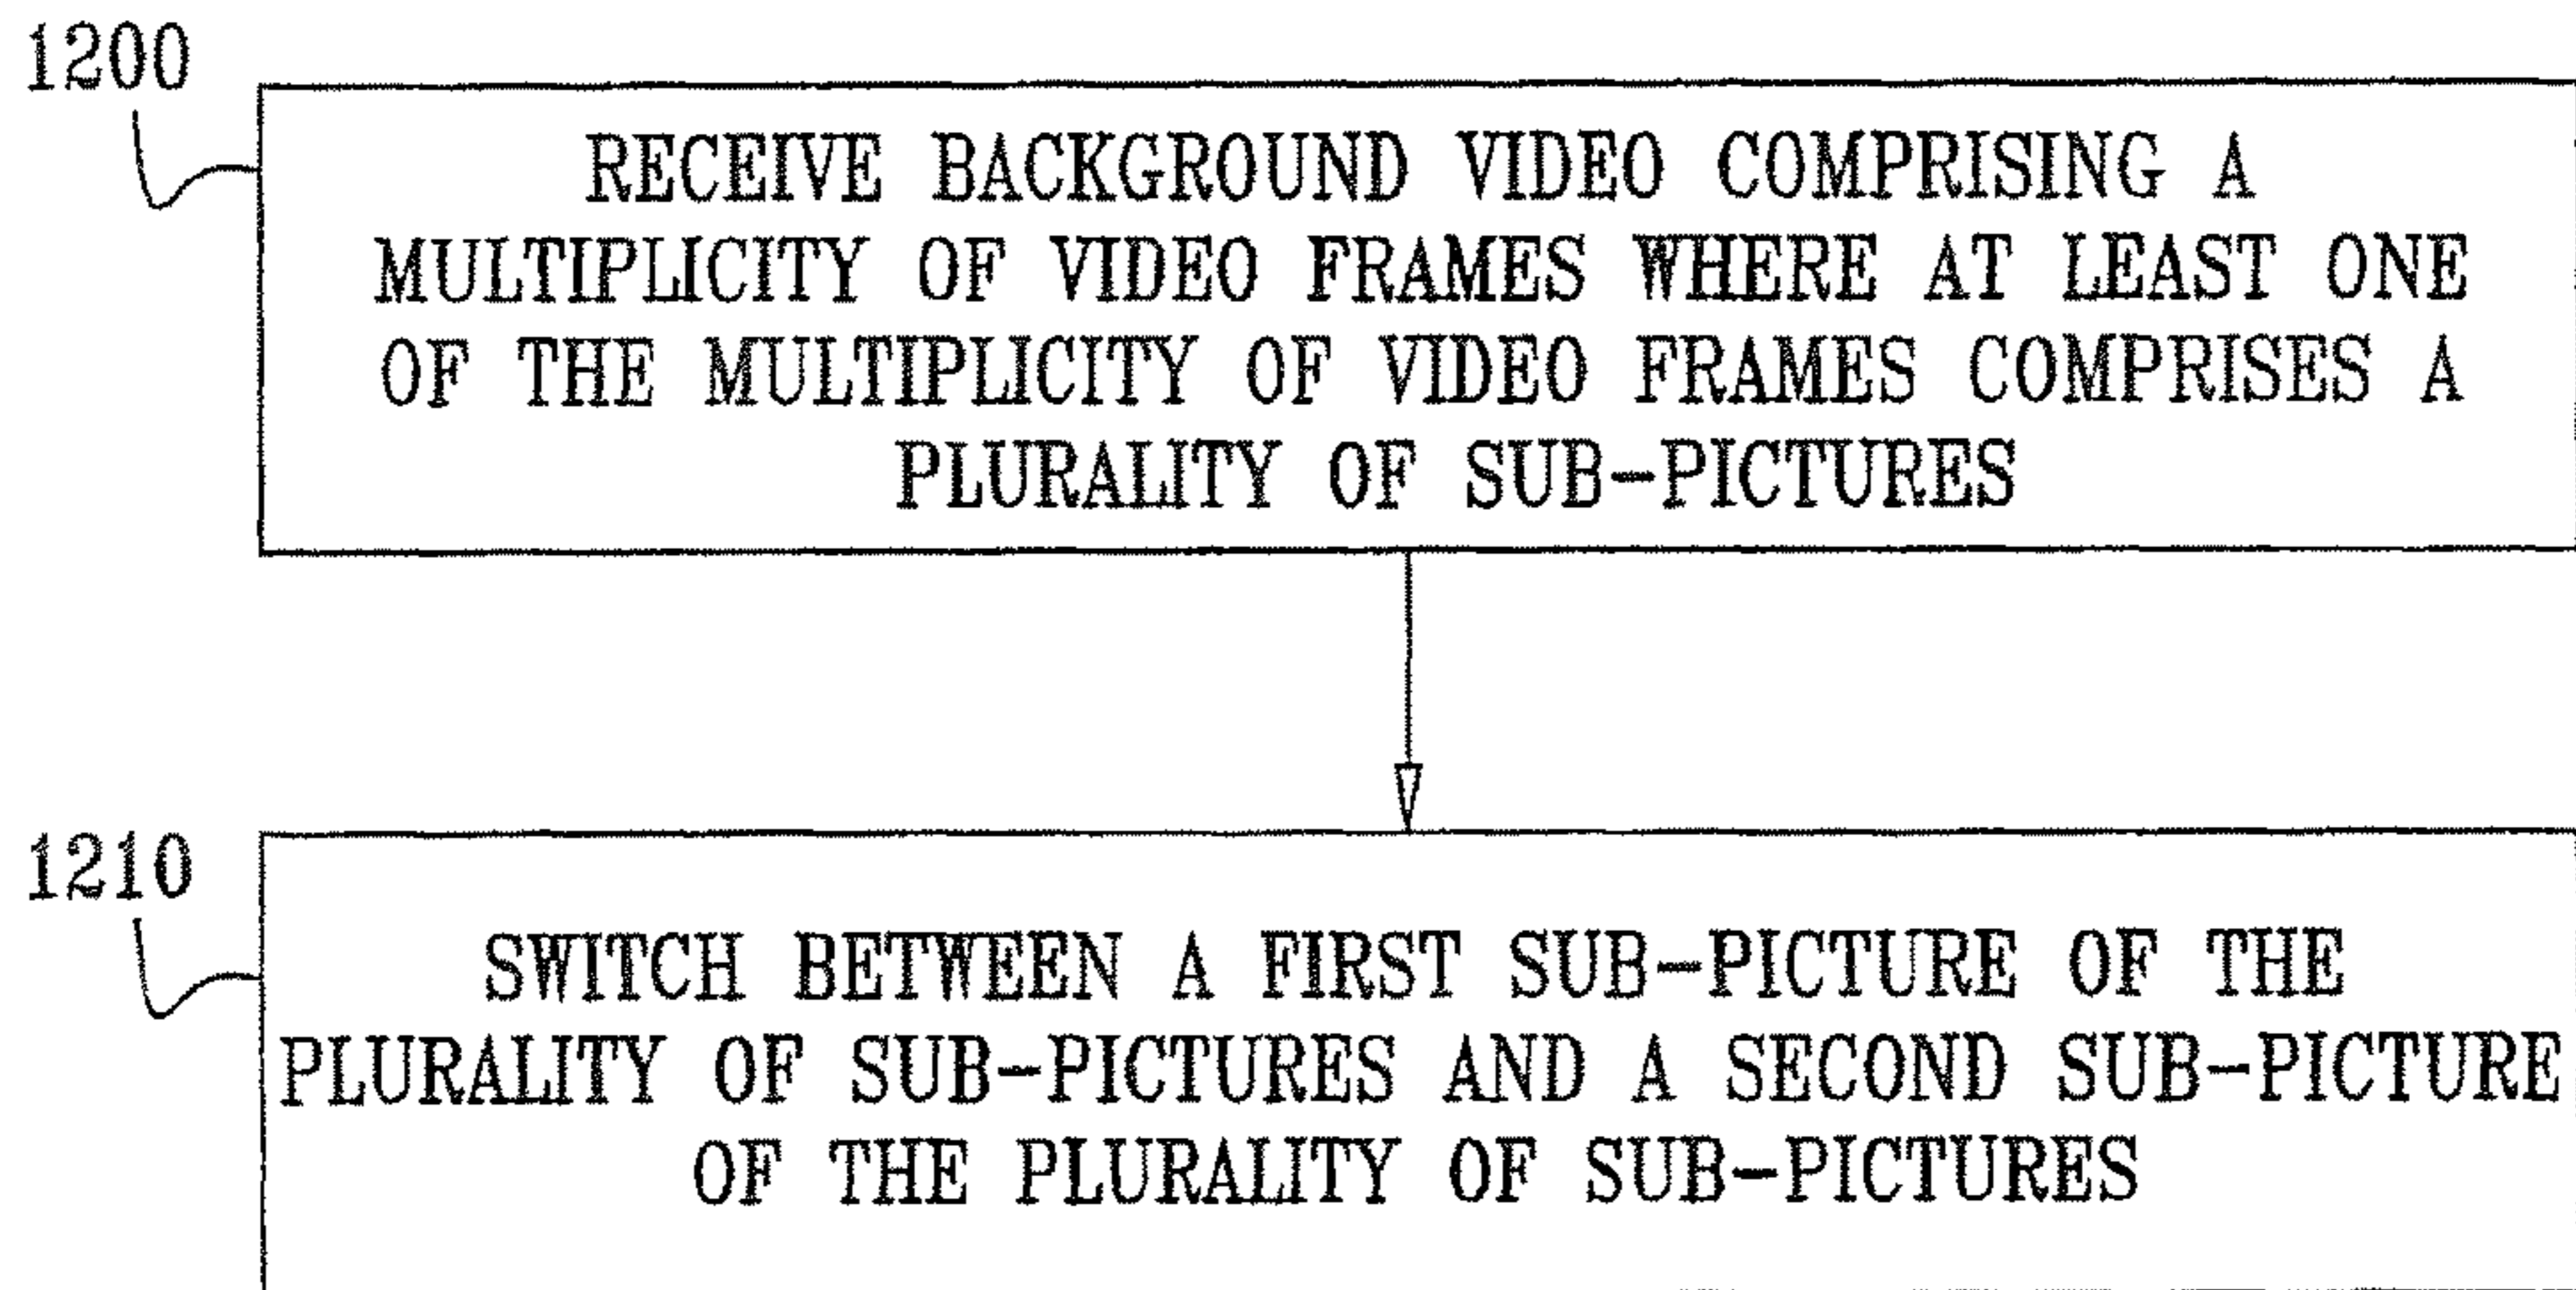 1200
RECEIVE BACKGROUND VIDEO COMPRISING A
MULTIPLICITY OF VIDEO FRAMES WHERE AT LEAST ONE
OF THE MULTIPLICITY OF VIDEO FRAMES COMPRISES A
PLURALITY OF SUB-PICTURES
1210
SWITCH BETWEEN A FIRST SUB-PICTURE OF THE
PLURALITY OF SUB-PICTURES AND A SECOND SUB-PICTURE
OF THE PLURALITY OF SUB-PICTURES